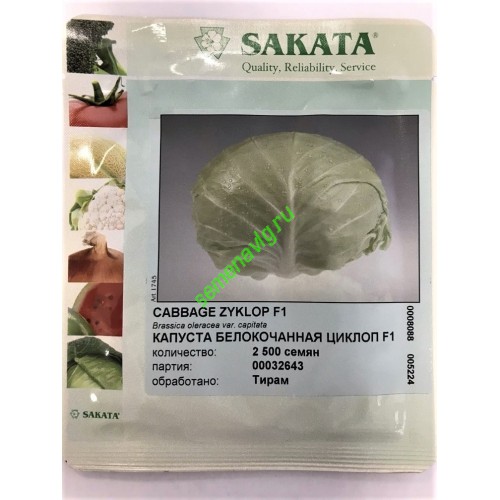 SAKATA®
Quality, Reliability, Service
semenavlg.ru
Art.1745
CABBAGE ZYKLOP F1
Brassica oleracea var. capitata
КАПУСТА БЕЛОКОЧАННАЯ ЦИКЛОП F1
количество: 2 500 семян
партия: 00032643
обработано: Тирам
0008088 005224
SAKATA®